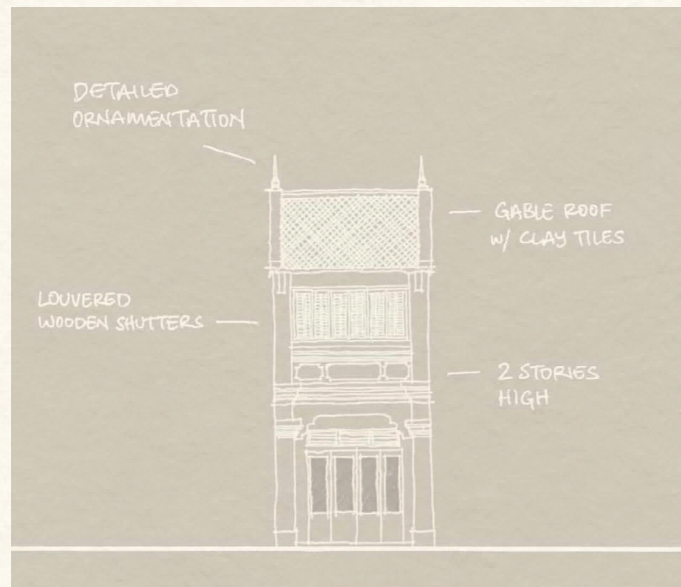 DETAILED
ORNAMENTATION
GABLE ROOF
W/ CLAY TILES
LOUVERED
WOODEN SHUTTERS
2 STORIES
HIGH